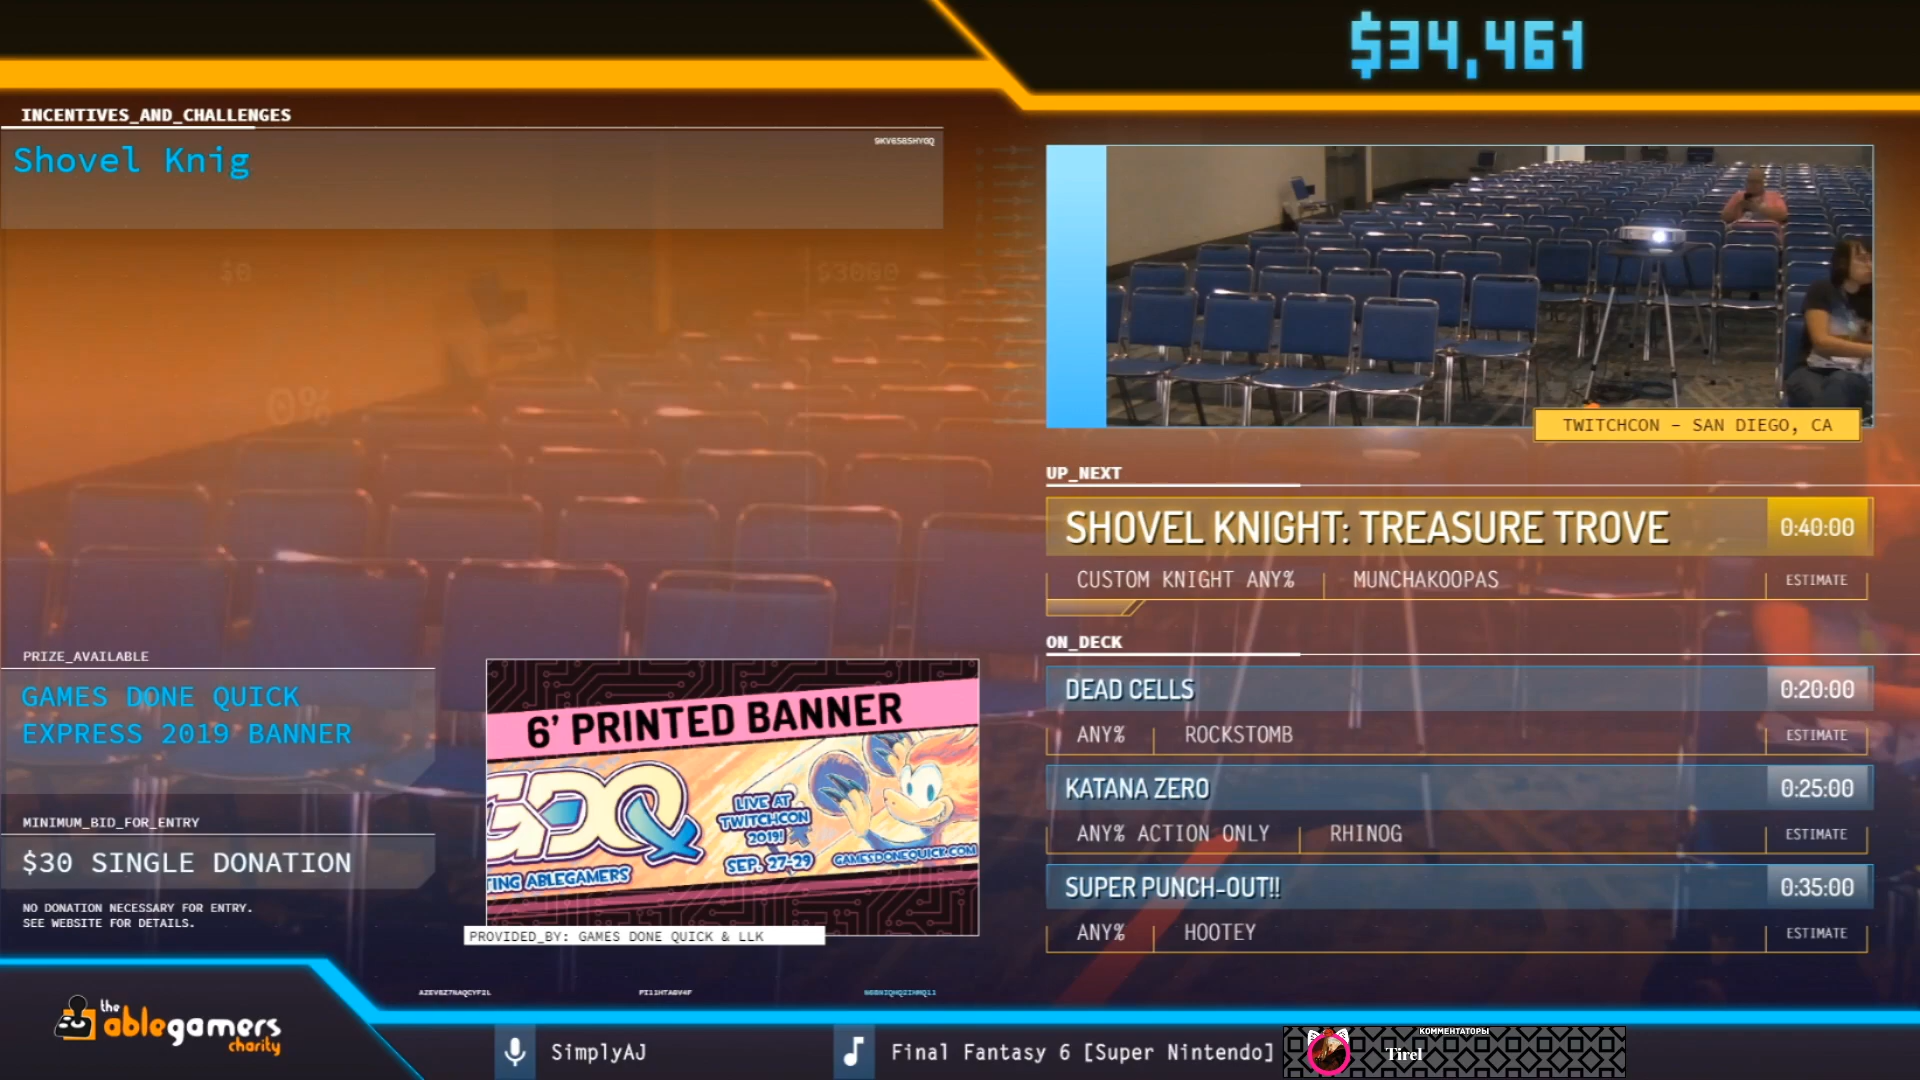 $34,461
INCENTIVES_AND_CHALLENGES
Shovel Knig
$0
$3000
0%
TWITCHCON - SAN DIEGO, CA
UP_NEXT
SHOVEL KNIGHT: TREASURE TROVE
0:40:00
CUSTOM KNIGHT ANY%
MUNCHAKOOPAS
ESTIMATE
ON_DECK
DEAD CELLS
0:20:00
ANY%
ROCKSTOMB
ESTIMATE
KATANA ZERO
0:25:00
ANY% ACTION ONLY
RHINOG
ESTIMATE
SUPER PUNCH-OUT!!
0:35:00
ANY%
HOOTEY
ESTIMATE
PRIZE_AVAILABLE
GAMES DONE QUICK
EXPRESS 2019 BANNER
MINIMUM_BID_FOR_ENTRY
$30 SINGLE DONATION
NO DONATION NECESSARY FOR ENTRY.
SEE WEBSITE FOR DETAILS.
6' PRINTED BANNER
GDQ
LIVE AT
TWITCHCON
2019!
SEP. 27-29
GAMESDONEQUICK.COM
TING ABLEGAMERS
PROVIDED_BY: GAMES DONE QUICK & LLK
the
ablegamers
charity
SimplyAJ
Final Fantasy 6 [Super Nintendo]
КОММЕНТАТОРЫ
Tirel